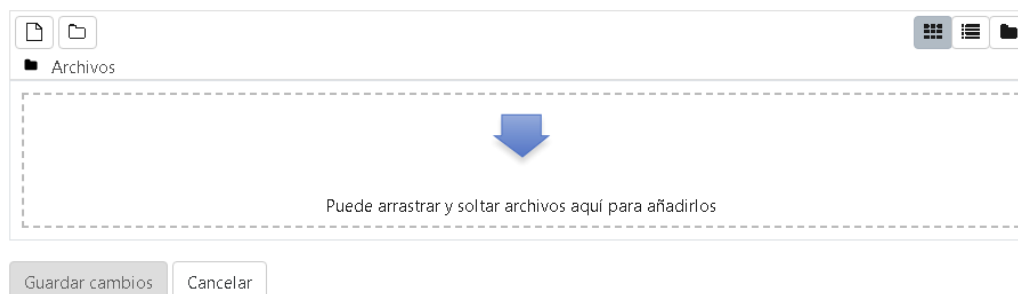 Archivos
Puede arrastrar y soltar archivos aquí para añadirlos
Guardar cambios
Cancelar